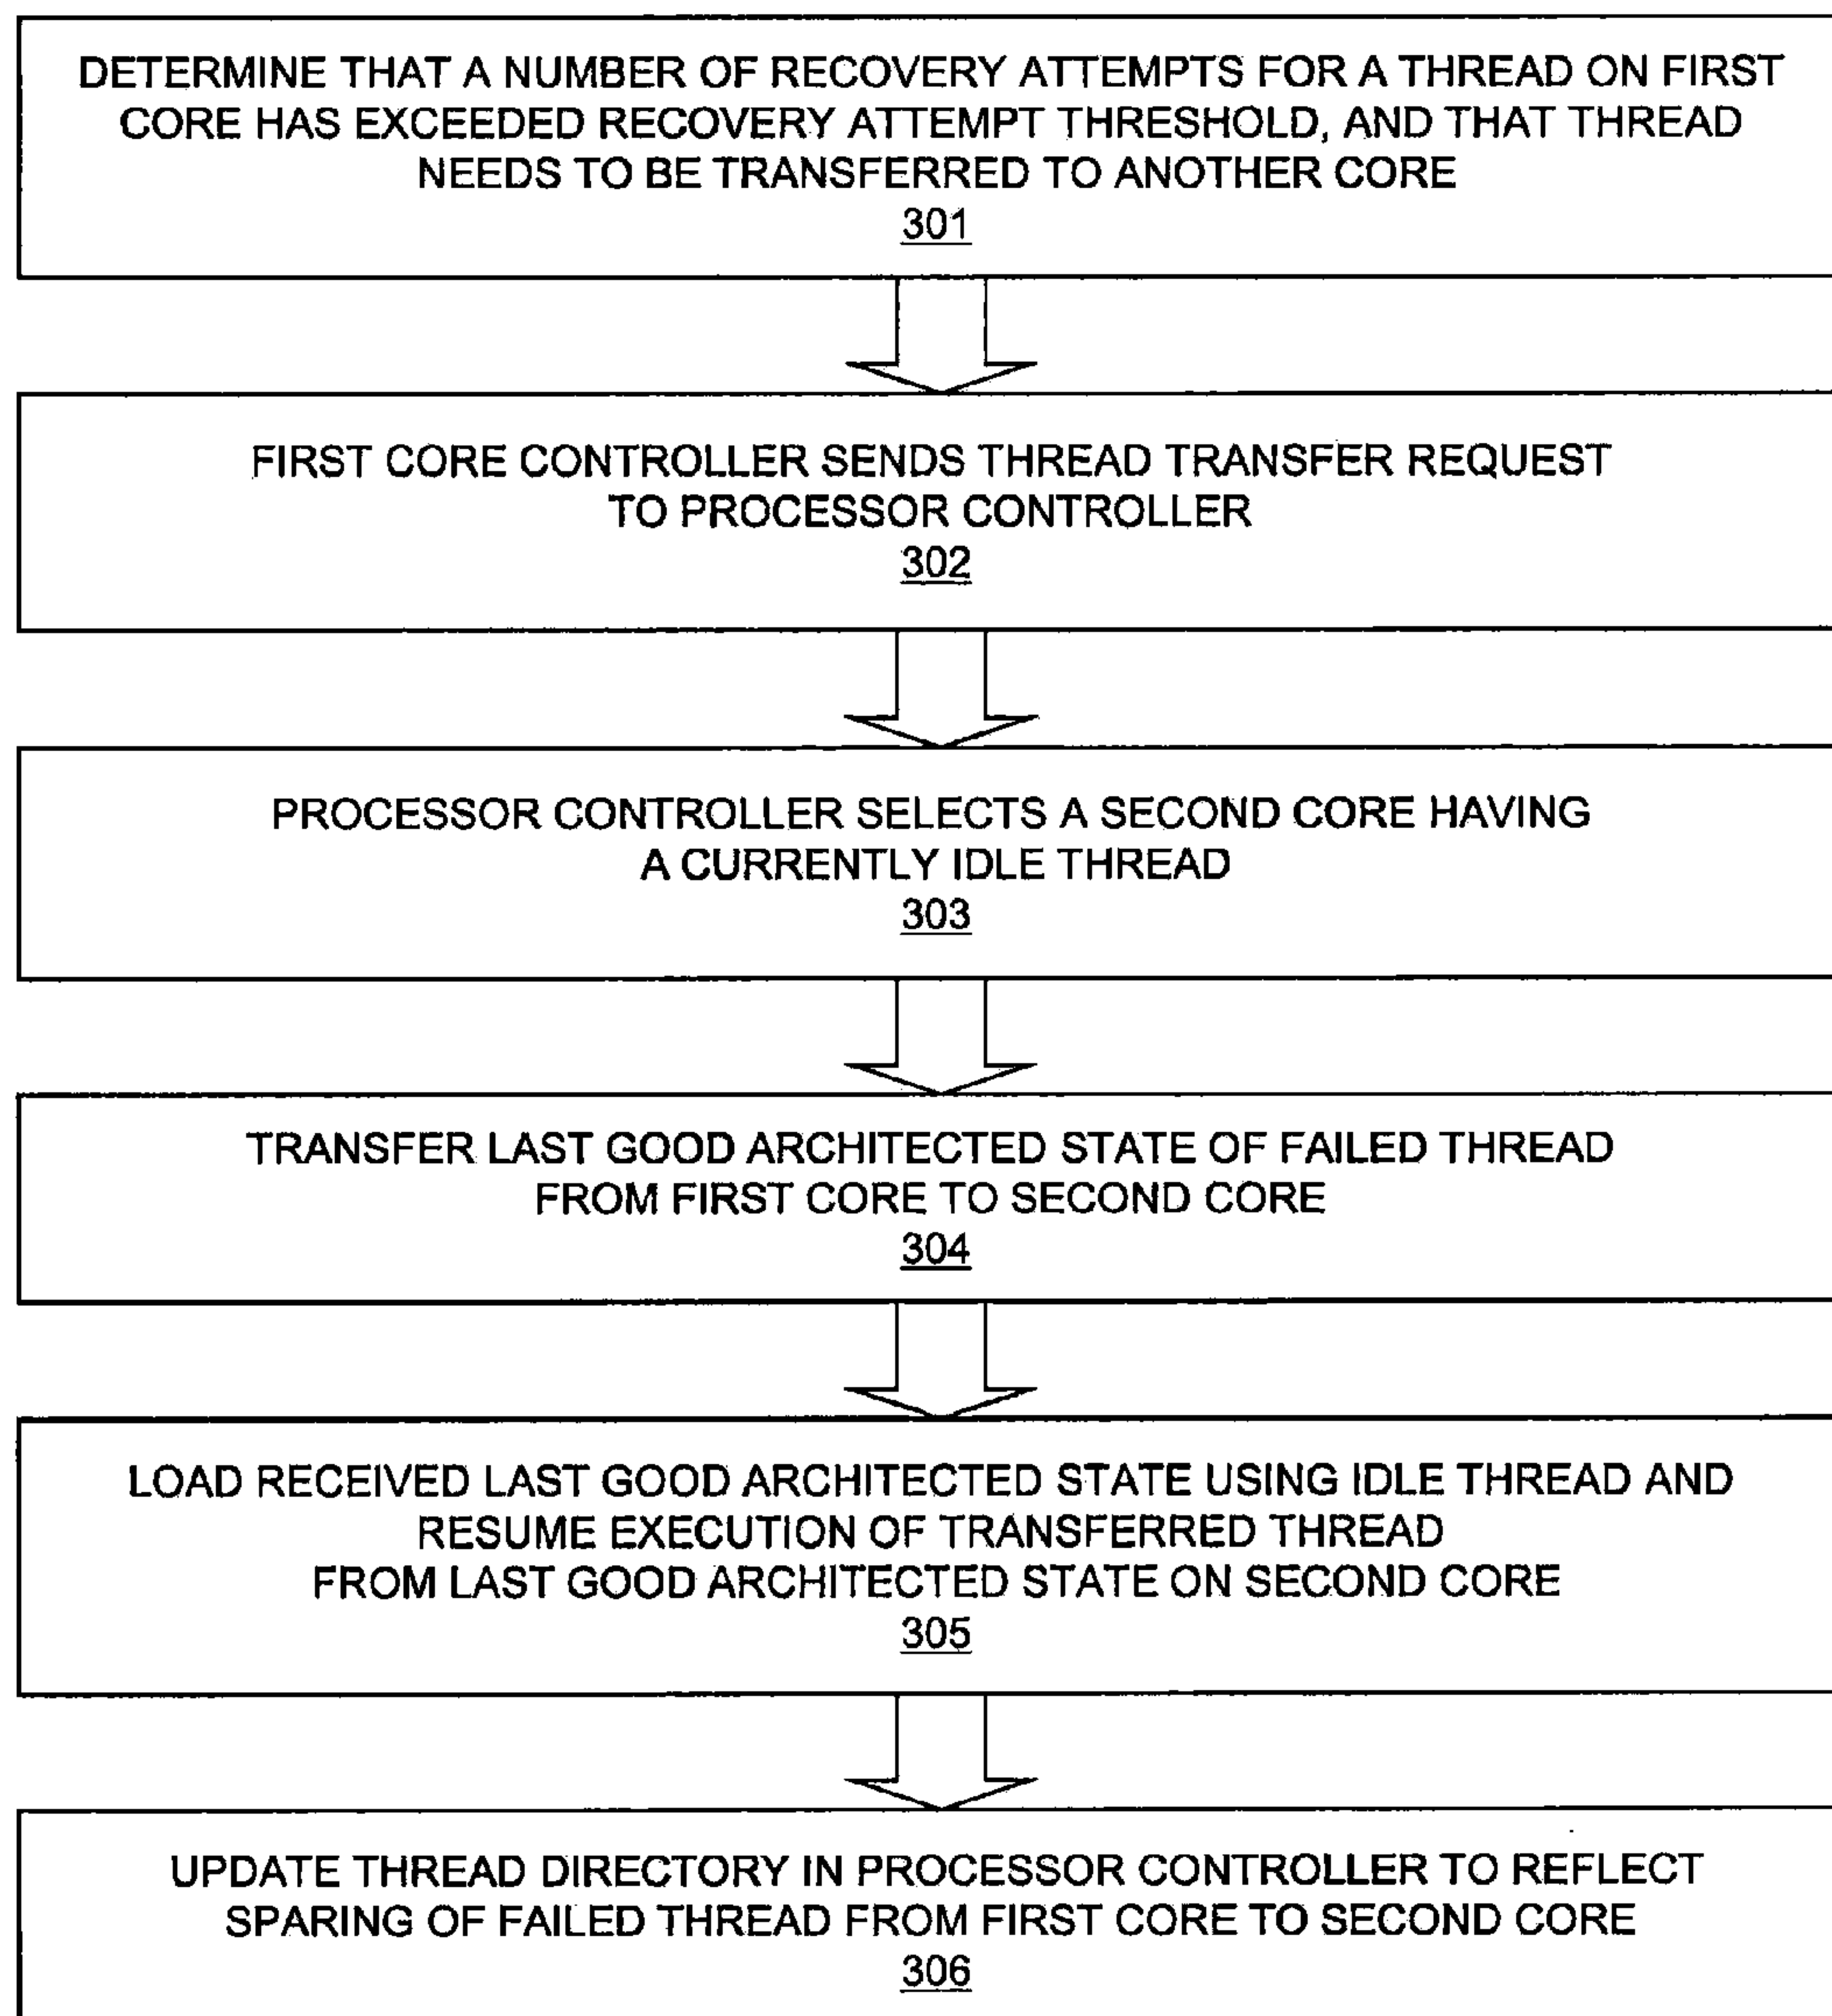 DETERMINE THAT A NUMBER OF RECOVERY ATTEMPTS FOR A THREAD ON FIRST
CORE HAS EXCEEDED RECOVERY ATTEMPT THRESHOLD, AND THAT THREAD
NEEDS TO BE TRANSFERRED TO ANOTHER CORE
301
FIRST CORE CONTROLLER SENDS THREAD TRANSFER REQUEST
TO PROCESSOR CONTROLLER
302
PROCESSOR CONTROLLER SELECTS A SECOND CORE HAVING
A CURRENTLY IDLE THREAD
303
TRANSFER LAST GOOD ARCHITECTED STATE OF FAILED THREAD
FROM FIRST CORE TO SECOND CORE
304
LOAD RECEIVED LAST GOOD ARCHITECTED STATE USING IDLE THREAD AND
RESUME EXECUTION OF TRANSFERRED THREAD
FROM LAST GOOD ARCHITECTED STATE ON SECOND CORE
305
UPDATE THREAD DIRECTORY IN PROCESSOR CONTROLLER TO REFLECT
SPARING OF FAILED THREAD FROM FIRST CORE TO SECOND CORE
306